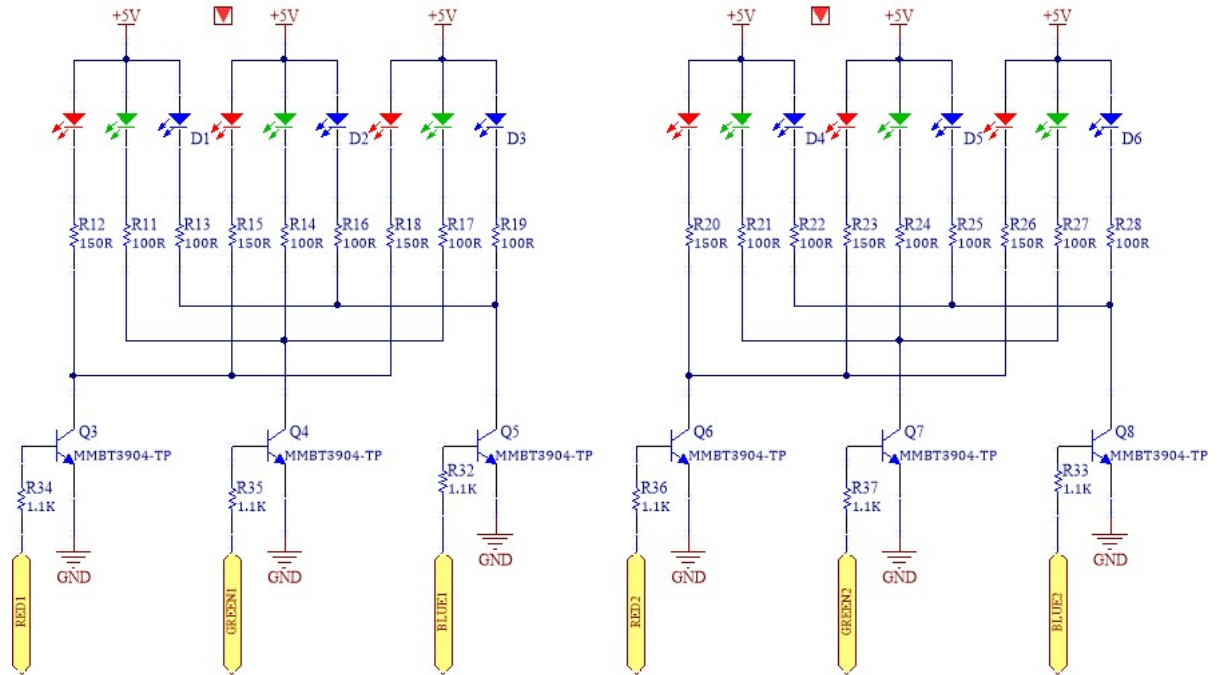 +5V +5V +5V +5V +5V +5V
D1 D2 D3 D4 D5 D6
R12 R11 R13 R15 R14 R16 R18 R17 R19 R20 R21 R22 R23 R24 R25 R26 R27 R28
150R 100R 100R 150R 100R 100R 150R 100R 100R 150R 100R 100R 150R 100R 100R 150R 100R 100R
Q3 Q4 Q5 Q6 Q7 Q8
MMBT3904-TP MMBT3904-TP MMBT3904-TP MMBT3904-TP MMBT3904-TP MMBT3904-TP
R34 R35 R32 R36 R37 R33
1.1K 1.1K 1.1K 1.1K 1.1K 1.1K
GND GND GND GND GND GND
RED1 GREEN1 BLUE1 RED2 GREEN2 BLUE2